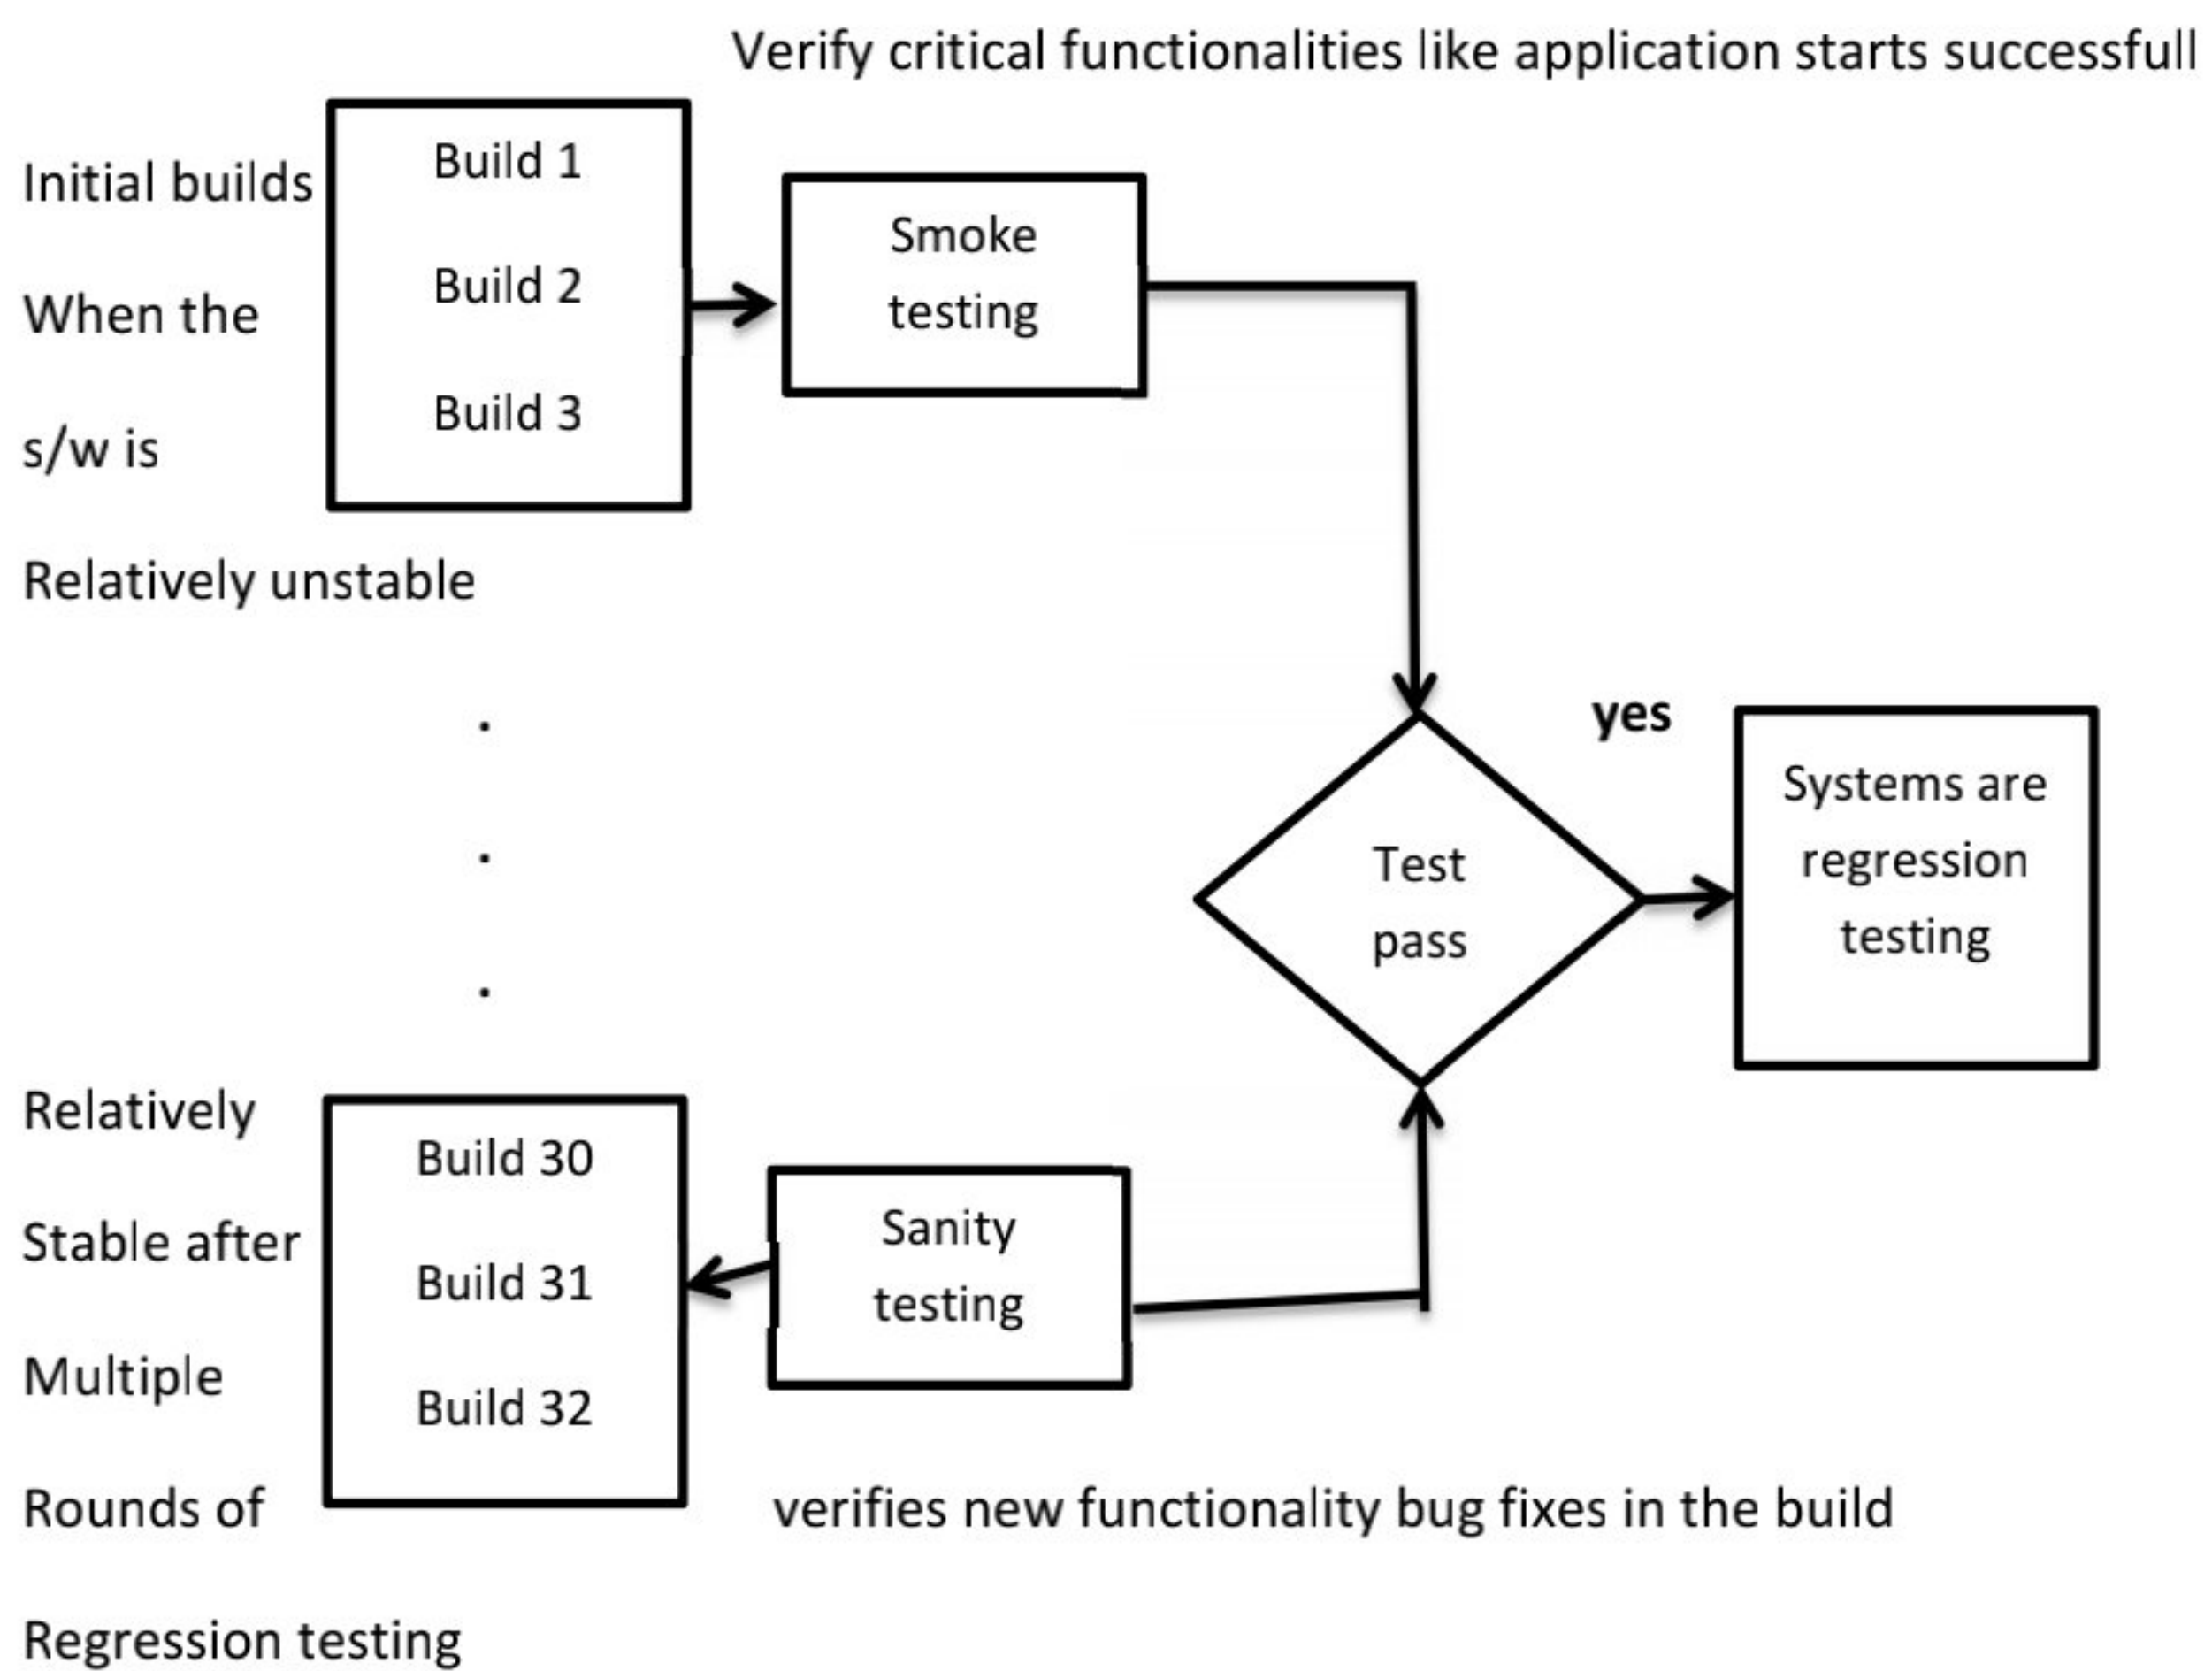 Verify critical functionalities like application starts successfull
Initial builds
When the
s/w is
Relatively unstable
Build 1
Build 2
Build 3
Smoke
testing
.
.
.
Test
pass
yes
Systems are
regression
testing
Relatively
Stable after
Multiple
Rounds of
Regression testing
Build 30
Build 31
Build 32
Sanity
testing
verifies new functionality bug fixes in the build